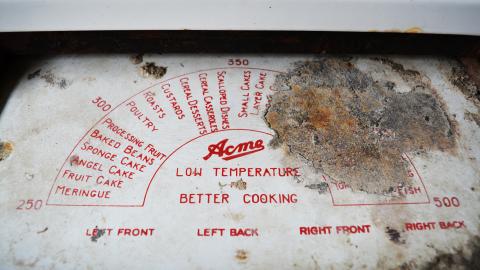 350
300
250
500
MERINGUE
FRUIT CAKE
ANGEL CAKE
SPONGE CAKE
BAKED BEANS
PROCESSING FRUIT
POULTRY
ROASTS
CUSTARDS
CEREAL DESSERTS
CEREAL CASSEROLES
SCALLOPED DISHES
SMALL CAKES
LAYER CAKE
FISH
Acme
LOW TEMPERATURE
BETTER COOKING
LEFT FRONT
LEFT BACK
RIGHT FRONT
RIGHT BACK